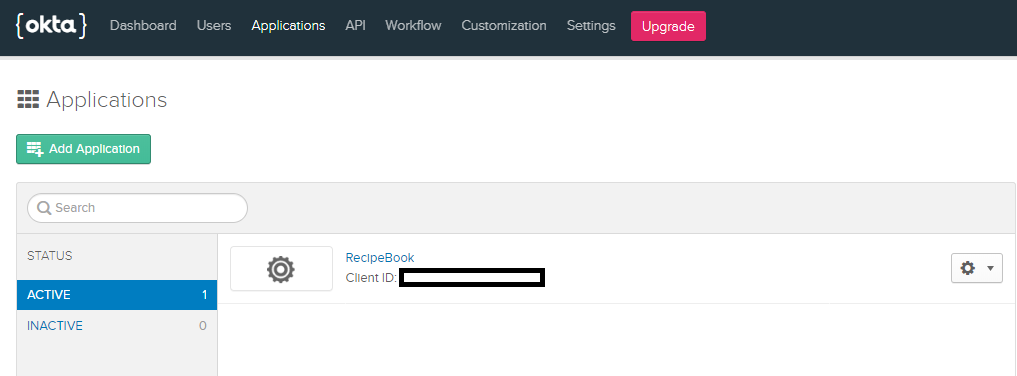 {okta} Dashboard Users Applications API Workflow Customization Settings Upgrade
Applications
Add Application
Search
STATUS
RecipeBook
Client ID:
ACTIVE 1
INACTIVE 0